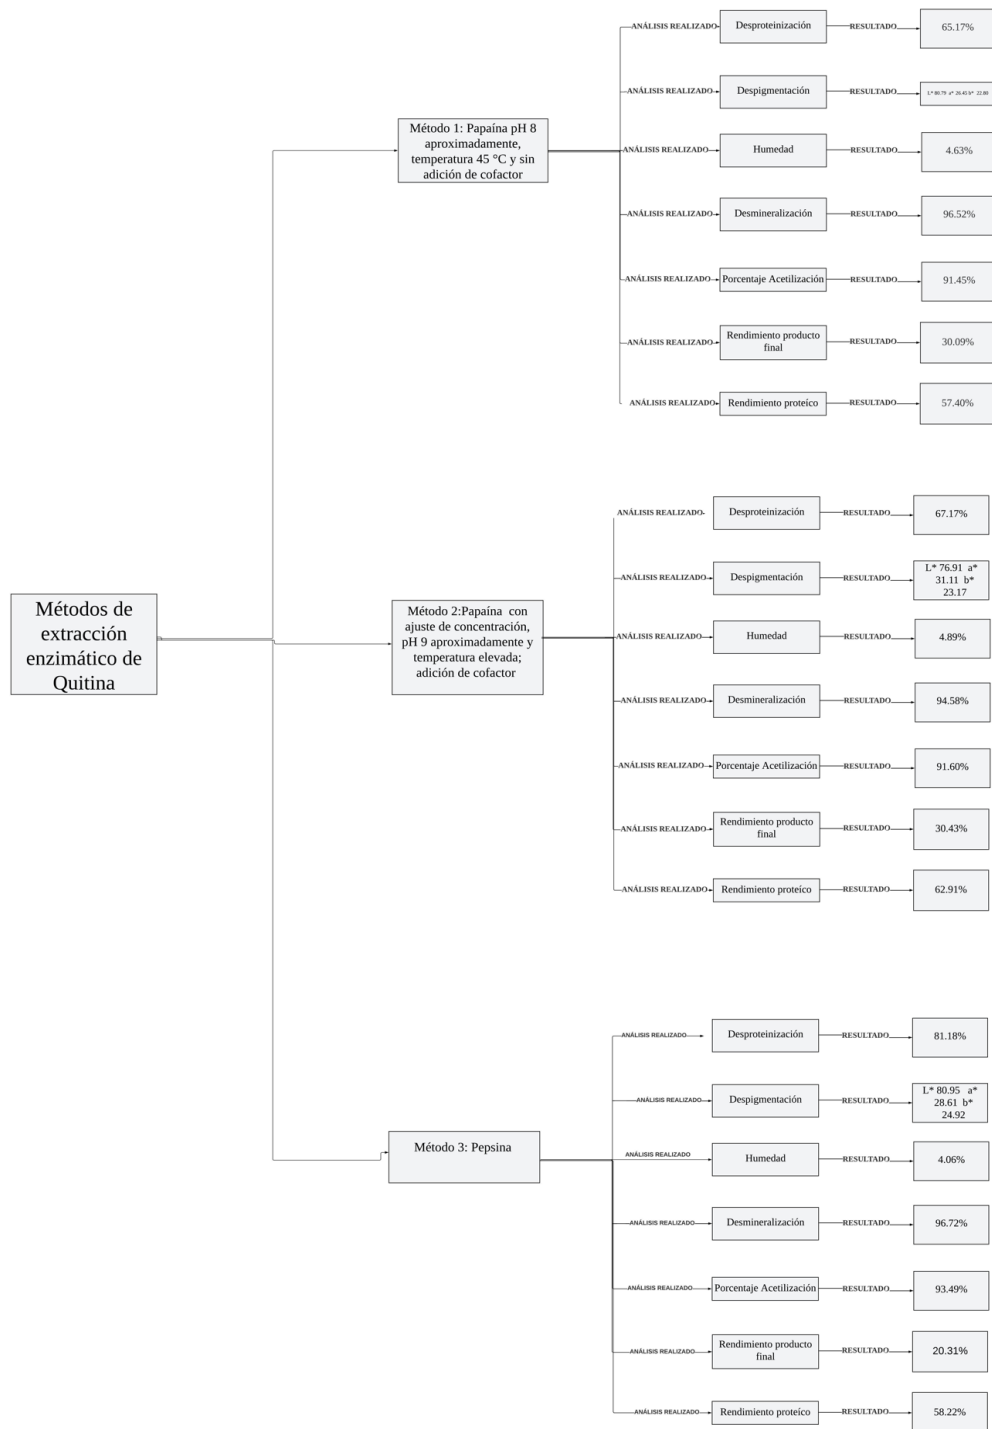 Métodos de
extracción
enzimático de
Quitina
Método 1: Papaína pH 8
aproximadamente,
temperatura 45 °C y sin
adición de cofactor
ANÁLISIS REALIZADO
Desproteinización
RESULTADO
65.17%
ANÁLISIS REALIZADO
Despigmentación
RESULTADO
L* 80.79 a* 26.45 b* 22.80
ANÁLISIS REALIZADO
Humedad
RESULTADO
4.63%
ANÁLISIS REALIZADO
Desmineralización
RESULTADO
96.52%
ANÁLISIS REALIZADO
Porcentaje Acetilización
RESULTADO
91.45%
ANÁLISIS REALIZADO
Rendimiento producto
final
RESULTADO
30.09%
ANÁLISIS REALIZADO
Rendimiento proteíco
RESULTADO
57.40%
Método 2:Papaína con
ajuste de concentración,
pH 9 aproximadamente y
temperatura elevada;
adición de cofactor
ANÁLISIS REALIZADO
Desproteinización
RESULTADO
67.17%
ANÁLISIS REALIZADO
Despigmentación
RESULTADO
L* 76.91 a*
31.11 b*
23.17
ANÁLISIS REALIZADO
Humedad
RESULTADO
4.89%
ANÁLISIS REALIZADO
Desmineralización
RESULTADO
94.58%
ANÁLISIS REALIZADO
Porcentaje Acetilización
RESULTADO
91.60%
ANÁLISIS REALIZADO
Rendimiento producto
final
RESULTADO
30.43%
ANÁLISIS REALIZADO
Rendimiento proteíco
RESULTADO
62.91%
Método 3: Pepsina
ANÁLISIS REALIZADO
Desproteinización
RESULTADO
81.18%
ANÁLISIS REALIZADO
Despigmentación
RESULTADO
L* 80.95 a*
28.61 b*
24.92
ANÁLISIS REALIZADO
Humedad
RESULTADO
4.06%
ANÁLISIS REALIZADO
Desmineralización
RESULTADO
96.72%
ANÁLISIS REALIZADO
Porcentaje Acetilización
RESULTADO
93.49%
ANÁLISIS REALIZADO
Rendimiento producto
final
RESULTADO
20.31%
ANÁLISIS REALIZADO
Rendimiento proteíco
RESULTADO
58.22%